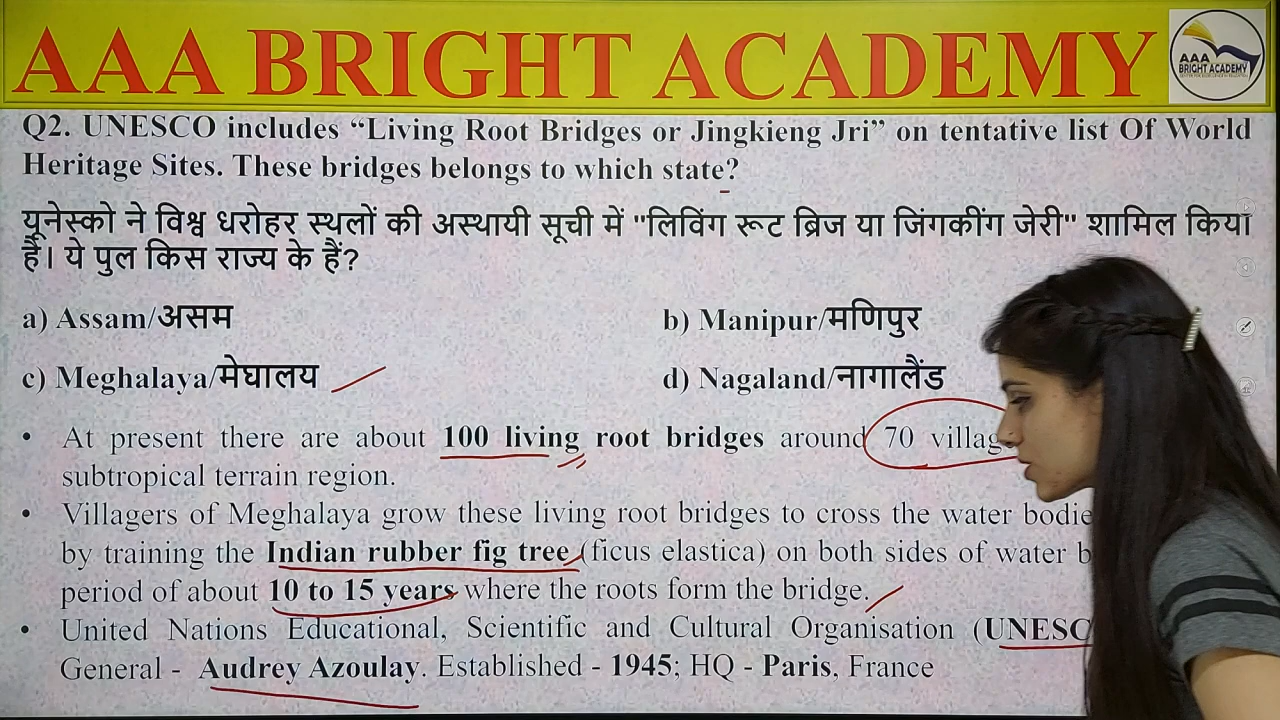 AAA BRIGHT ACADEMY
AAA
BRIGHT ACADEMY
Q2. UNESCO includes “Living Root Bridges or Jingkieng Jri” on tentative list Of World
Heritage Sites. These bridges belongs to which state?
यूनेस्को ने विश्व धरोहर स्थलों की अस्थायी सूची में "लिविंग रूट ब्रिज या जिंगकींग जेरी" शामिल किया
है। ये पुल किस राज्य के हैं?
a) Assam/असम
b) Manipur/मणिपुर
c) Meghalaya/मेघालय
d) Nagaland/नागालैंड
• At present there are about 100 living root bridges around 70
subtropical terrain region.
• Villagers of Meghalaya grow these living root bridges to cross the water
by training the Indian rubber fig tree (ficus elastica) on both sides of water
period of about 10 to 15 years where the roots form the bridge.
• United Nations Educational, Scientific and Cultural Organisation
General - Audrey Azoulay. Established - 1945; HQ - Paris, France